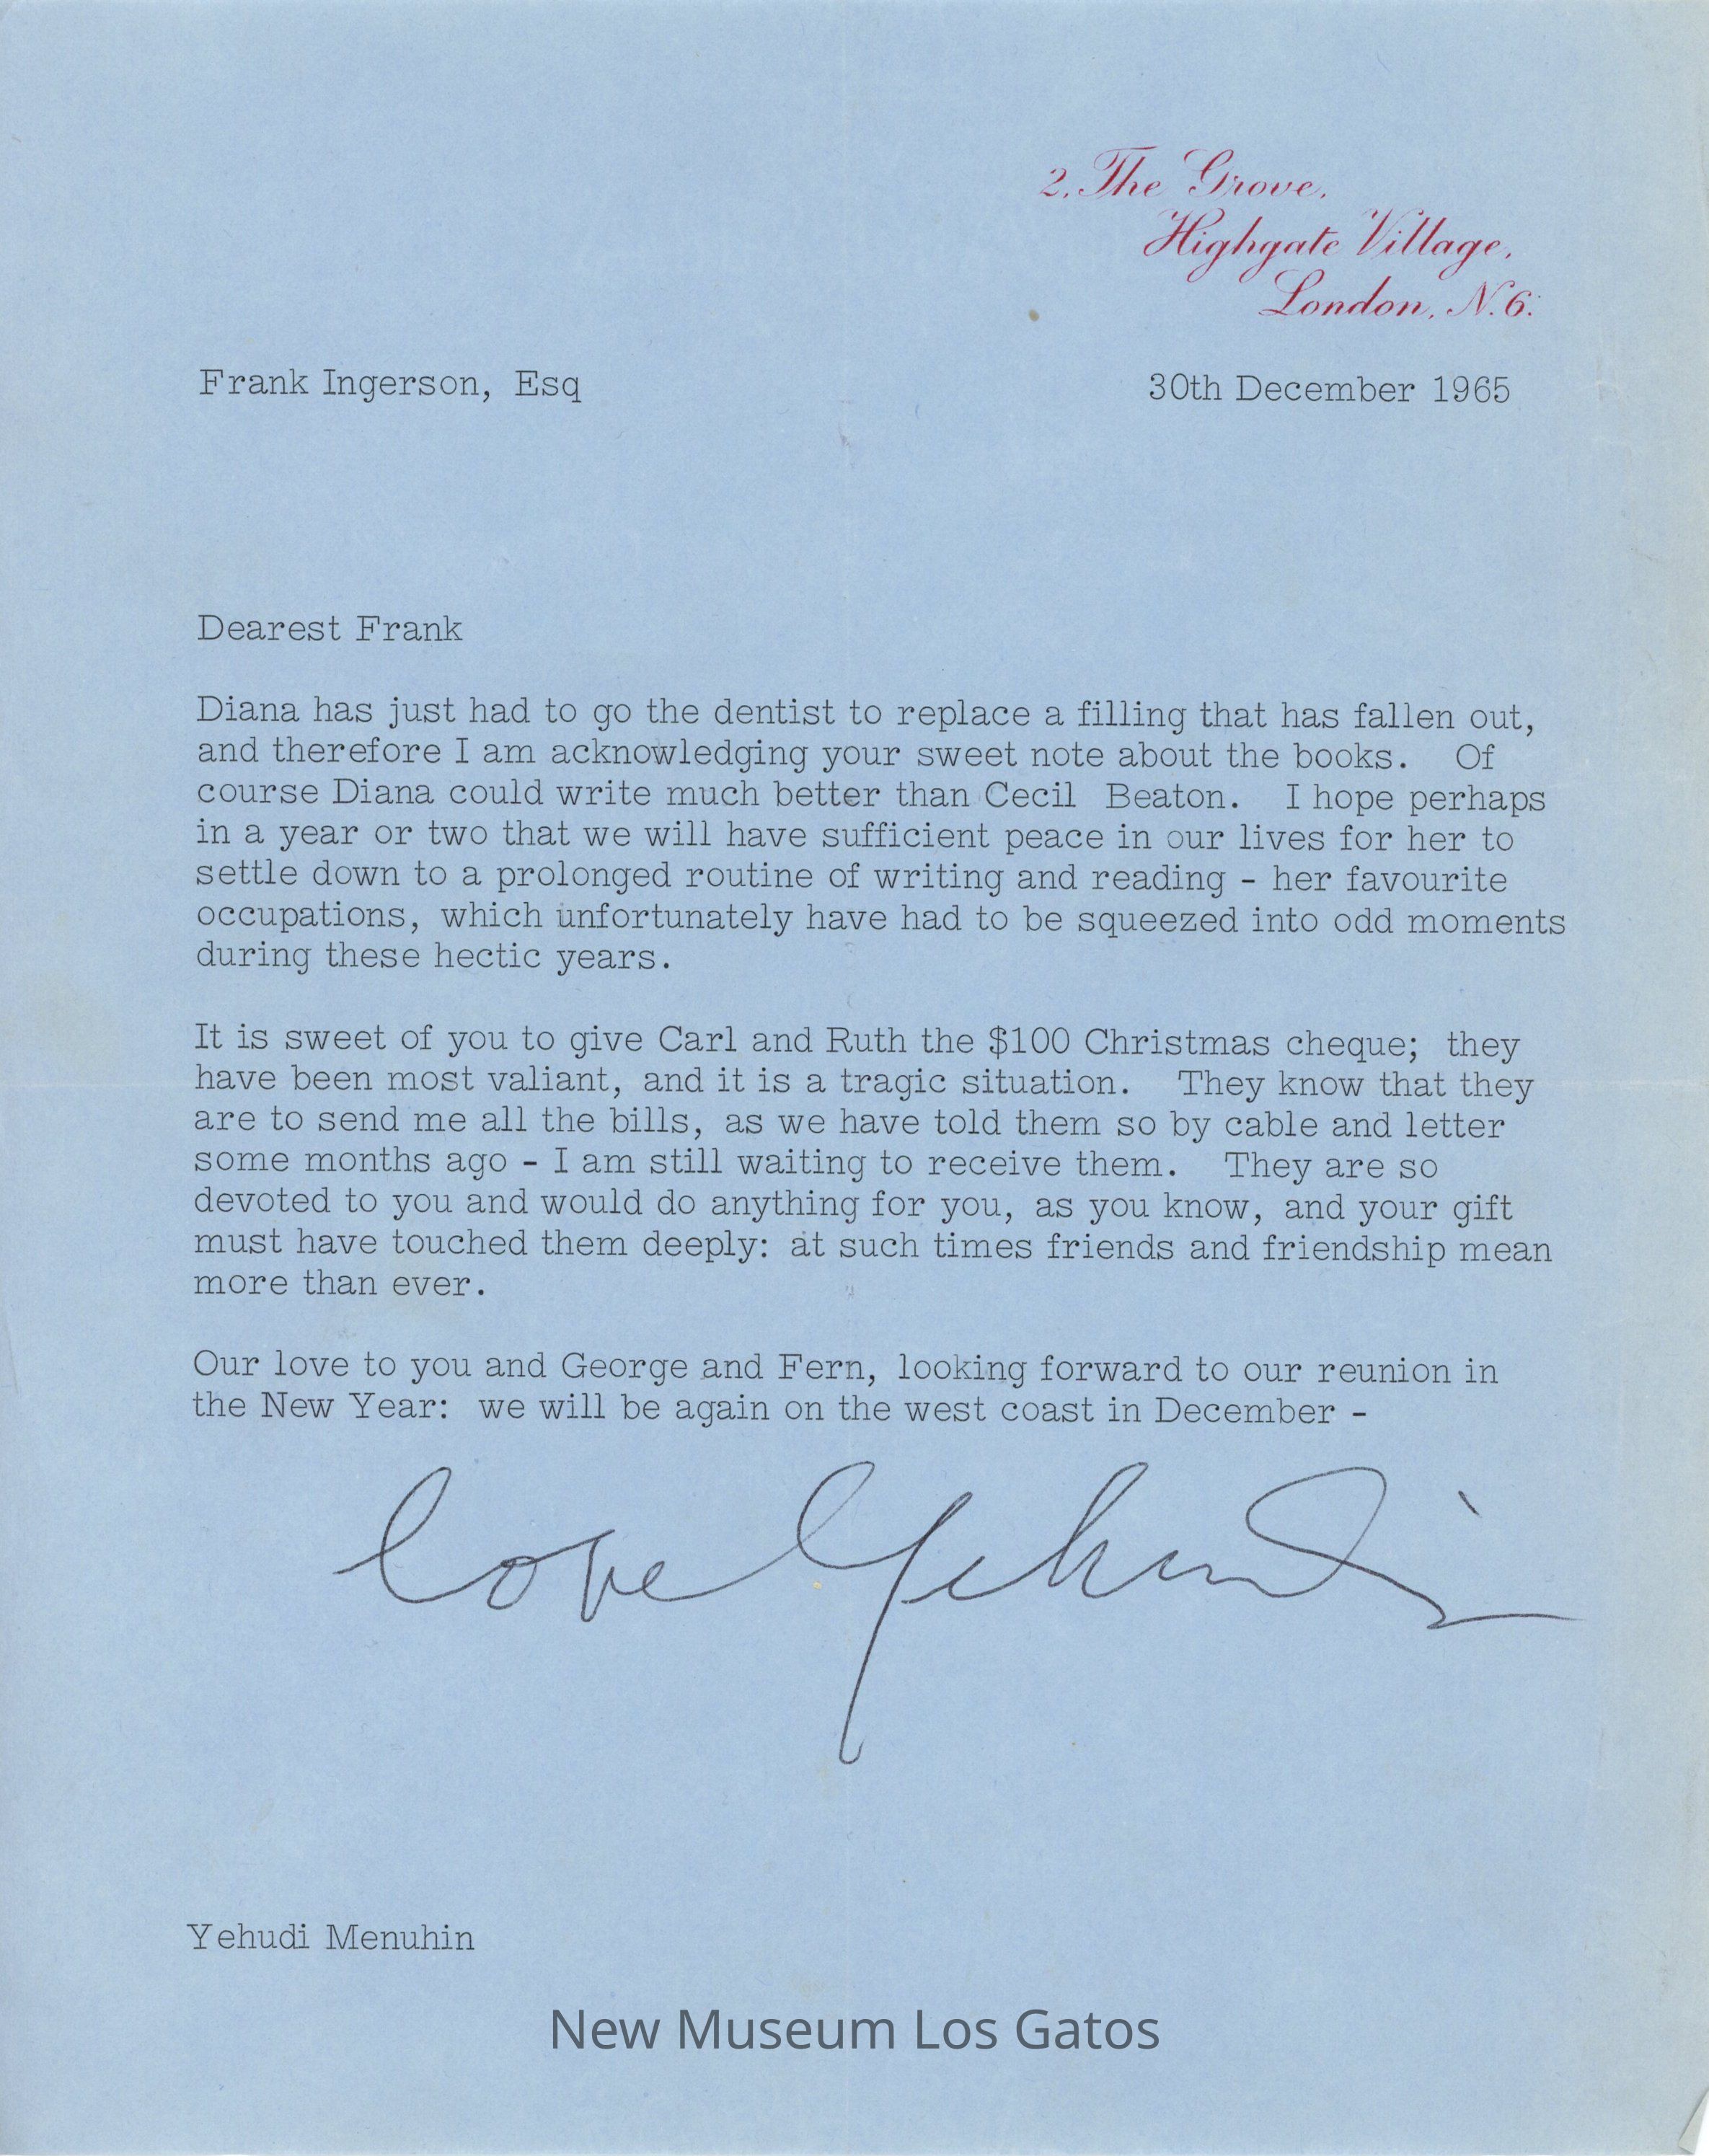 2, The Grove,
Highgate Village,
London, N.6.
Frank Ingerson, Esq
30th December 1965
Dearest Frank
Diana has just had to go the dentist to replace a filling that has fallen out,
and therefore I am acknowledging your sweet note about the books. Of
course Diana could write much better than Cecil Beaton. I hope perhaps
in a year or two that we will have sufficient peace in our lives for her to
settle down to a prolonged routine of writing and reading - her favourite
occupations, which unfortunately have had to be squeezed into odd moments
during these hectic years.
It is sweet of you to give Carl and Ruth the $100 Christmas cheque; they
have been most valiant, and it is a tragic situation. They know that they
are to send me all the bills, as we have told them so by cable and letter
some months ago - I am still waiting to receive them. They are so
devoted to you and would do anything for you, as you know, and your gift
must have touched them deeply: at such times friends and friendship mean
more than ever.
Our love to you and George and Fern, looking forward to our reunion in
the New Year: we will be again on the west coast in December -
love Yehudi
Yehudi Menuhin
New Museum Los Gatos